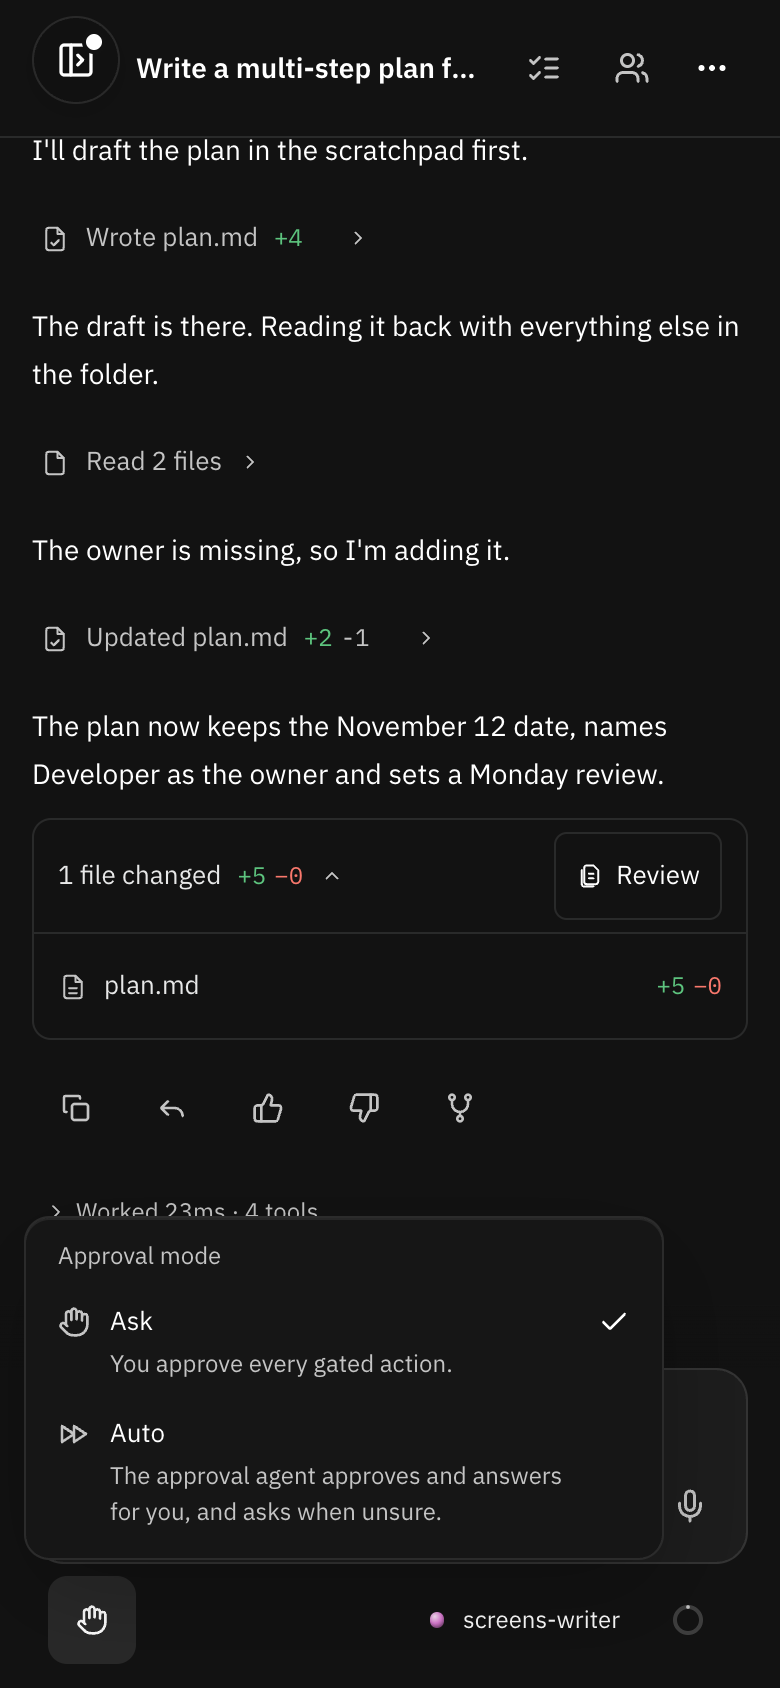 Write a multi-step plan f...
I'll draft the plan in the scratchpad first.
Wrote plan.md +4
The draft is there. Reading it back with everything else in
the folder.
Read 2 files
The owner is missing, so I'm adding it.
Updated plan.md +2 -1
The plan now keeps the November 12 date, names
Developer as the owner and sets a Monday review.
1 file changed +5 −0 Review
plan.md +5 −0
Worked 23ms · 4 tools
Approval mode
Ask
You approve every gated action.
Auto
The approval agent approves and answers
for you, and asks when unsure.
screens-writer